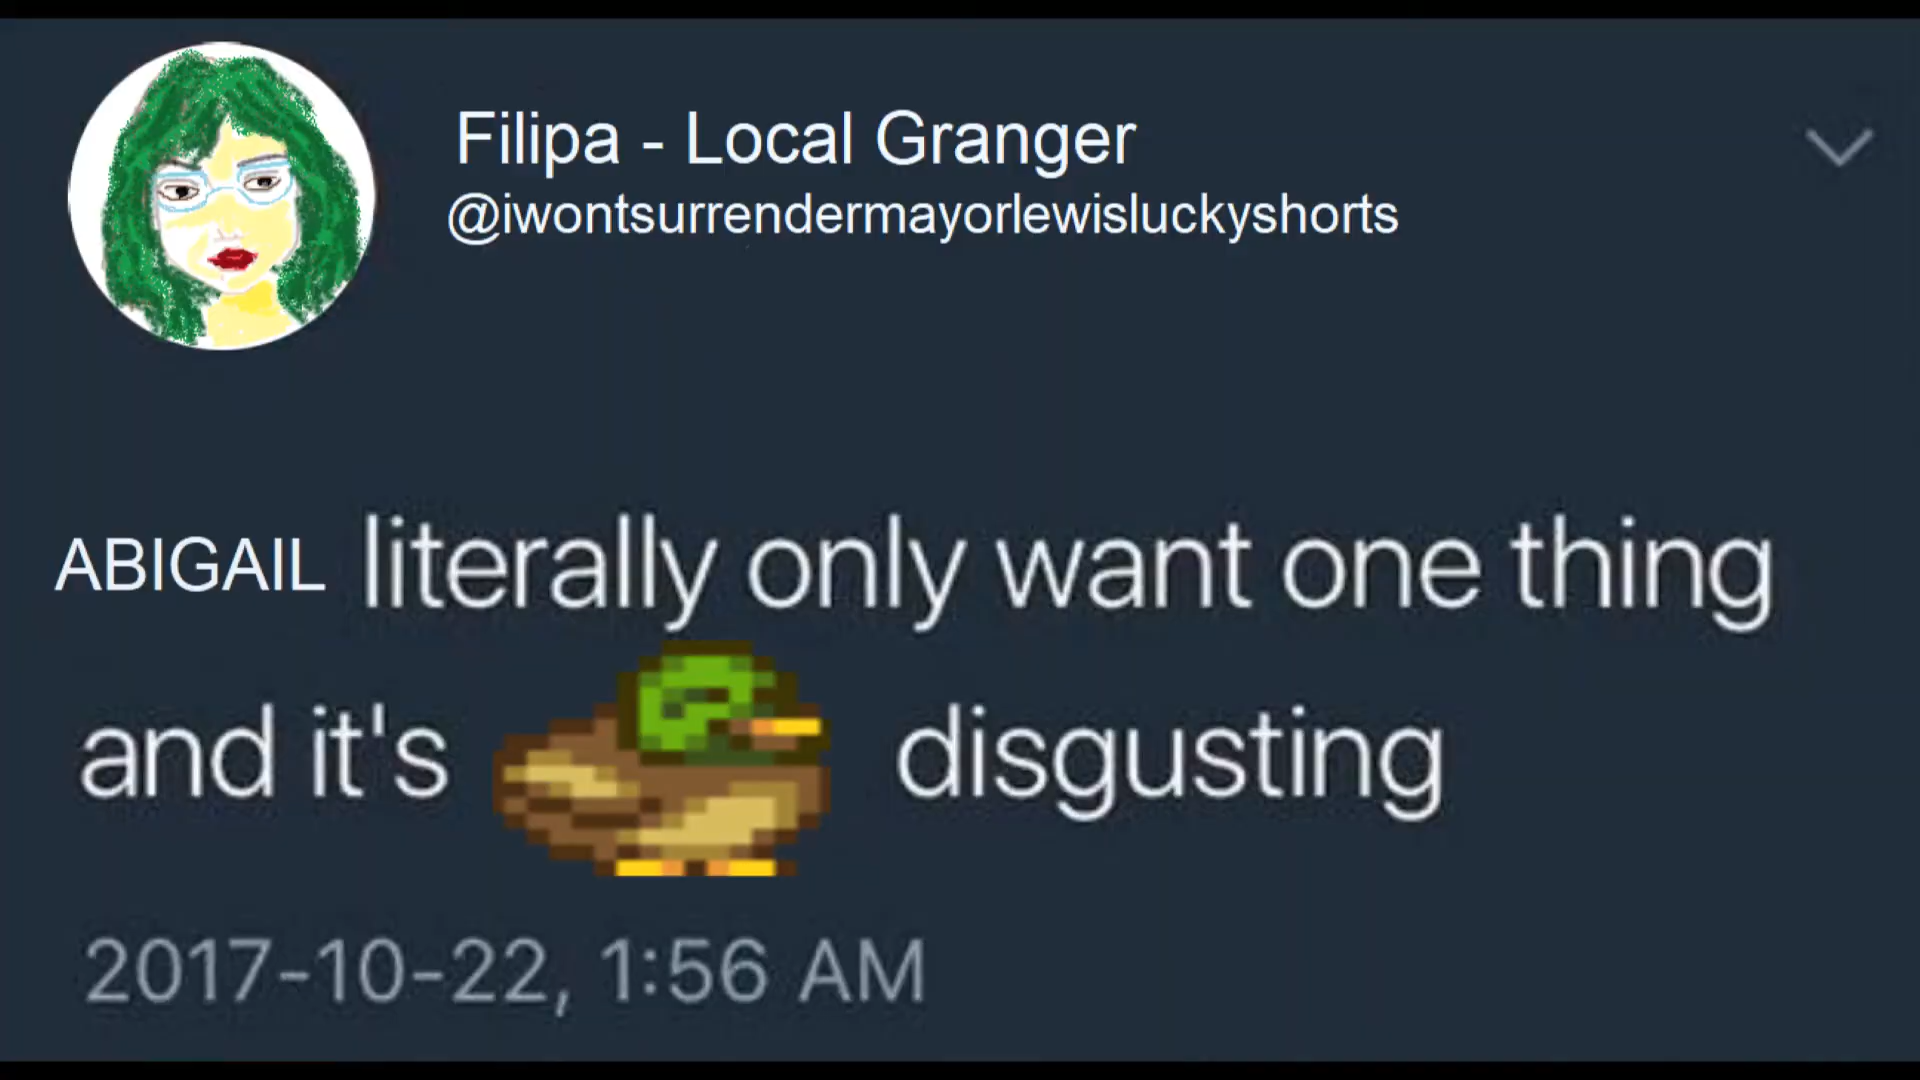 Filipa - Local Granger
@iwontsurrendermayorlewisluckyshorts
ABIGAIL literally only want one thing
and it's disgusting
2017-10-22, 1:56 AM